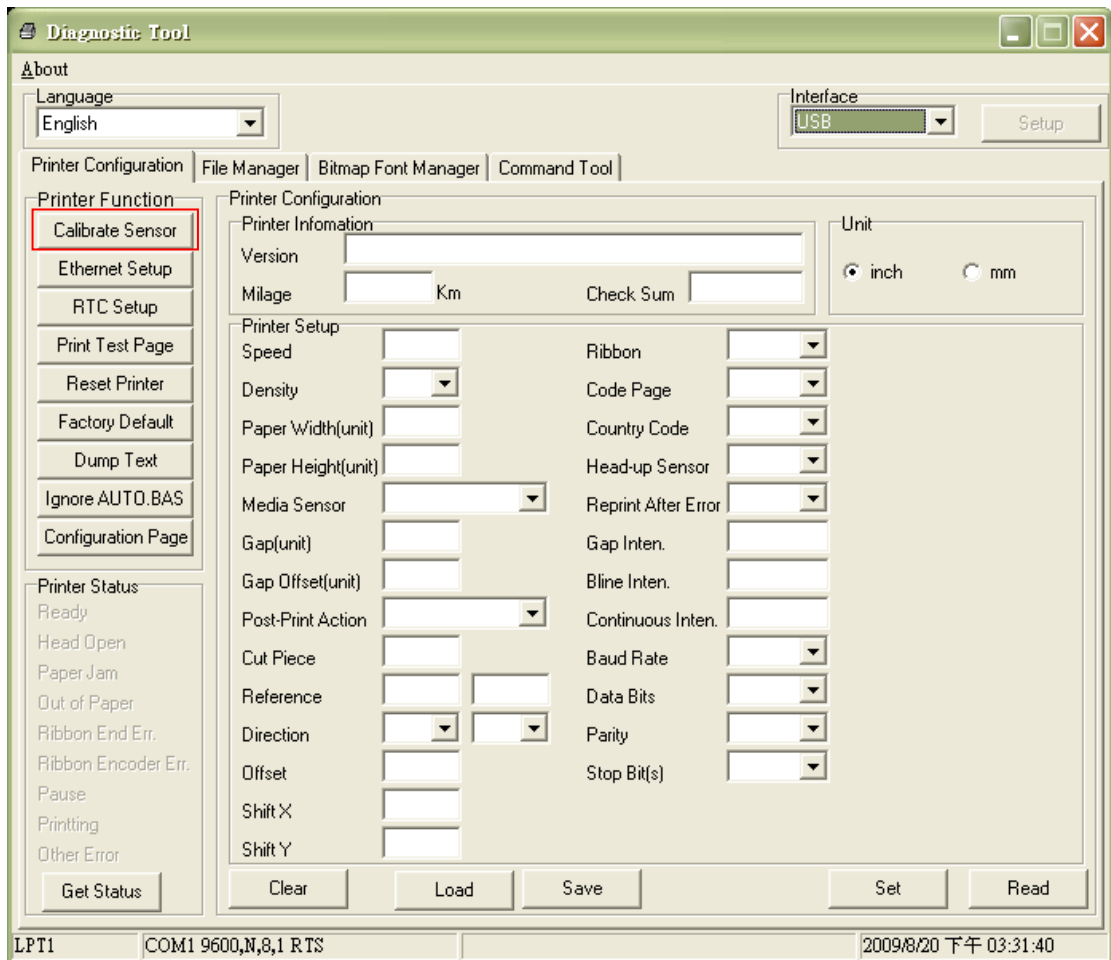 Diagnostic Tool
About
Language
English
Interface
USB
Setup
Printer Configuration File Manager Bitmap Font Manager Command Tool
Printer Function
Calibrate Sensor
Ethernet Setup
RTC Setup
Print Test Page
Reset Printer
Factory Default
Dump Text
Ignore AUTO.BAS
Configuration Page
Printer Status
Ready
Head Open
Paper Jam
Out of Paper
Ribbon End Err.
Ribbon Encoder Err.
Pause
Printting
Other Error
Get Status
Printer Configuration
Printer Infomation
Version
Milage Km Check Sum
Unit
inch mm
Printer Setup
Speed Ribbon
Density Code Page
Paper Width(unit) Country Code
Paper Height(unit) Head-up Sensor
Media Sensor Reprint After Error
Gap(unit) Gap Inten.
Gap Offset(unit) Bline Inten.
Post-Print Action Continuous Inten.
Cut Piece Baud Rate
Reference Data Bits
Direction Parity
Offset Stop Bit(s)
Shift X
Shift Y
Clear Load Save Set Read
LPT1 COM1 9600,N,8,1 RTS 2009/8/20 下午 03:31:40